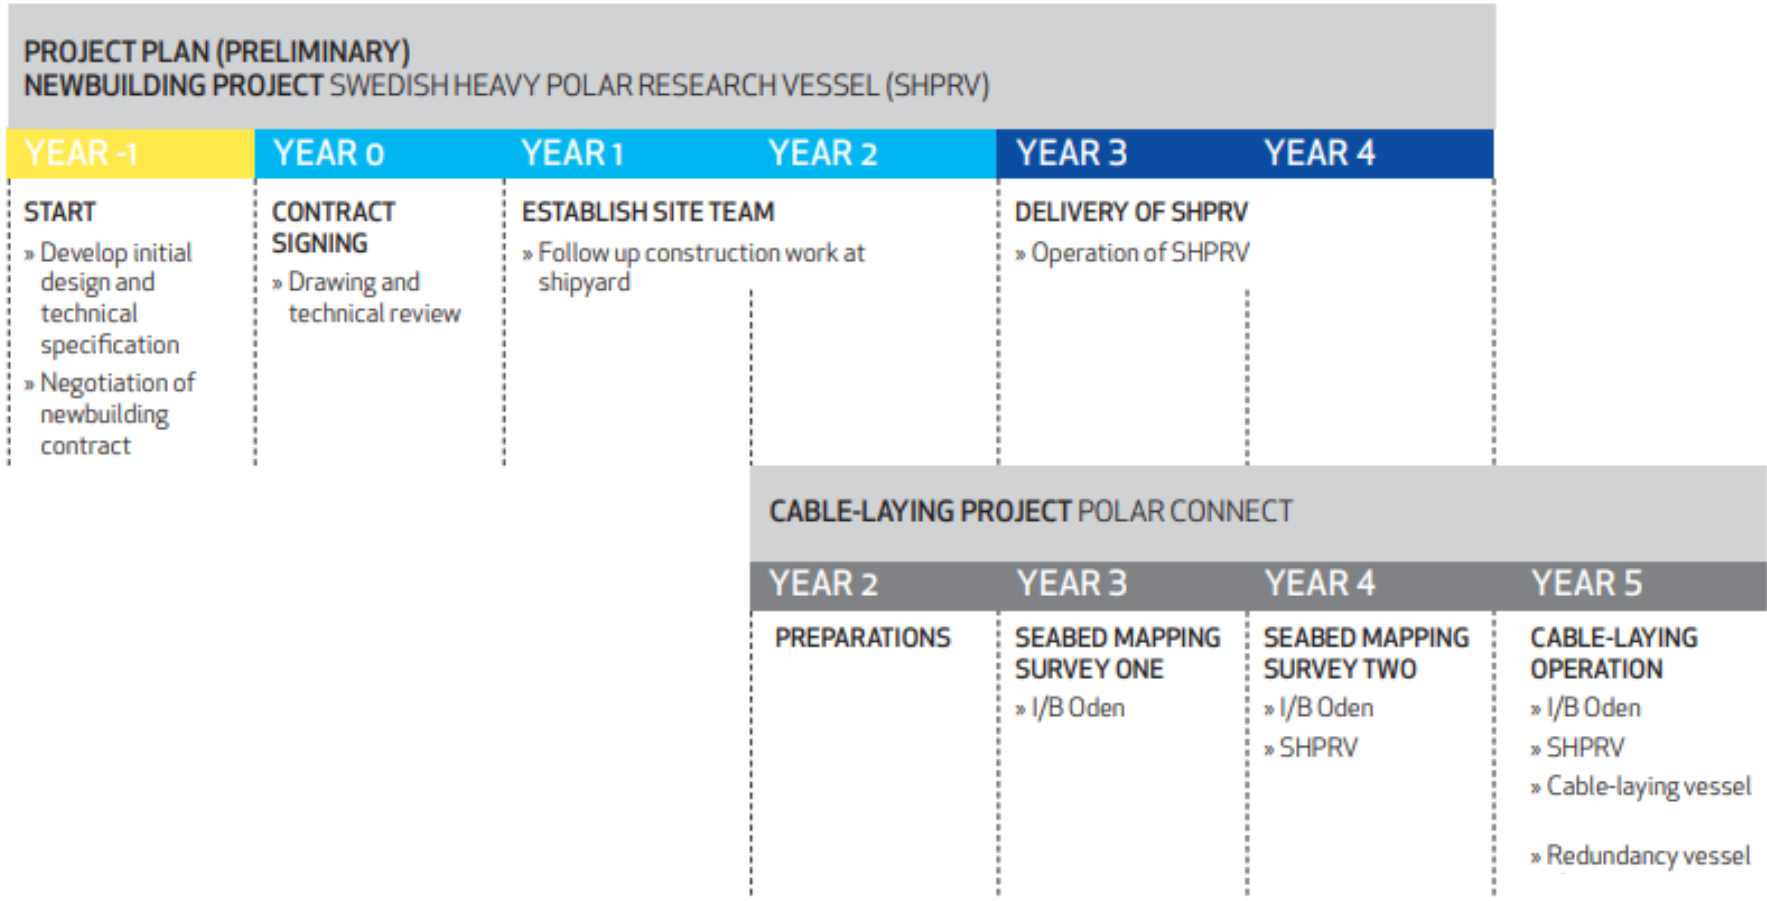 PROJECT PLAN (PRELIMINARY)
NEWBUILDING PROJECT SWEDISH HEAVY POLAR RESEARCH VESSEL (SHPRV)
YEAR -1
YEAR 0
YEAR 1
YEAR 2
YEAR 3
YEAR 4
START
» Develop initial
design and
technical
specification
» Negotiation of
newbuilding
contract
CONTRACT
SIGNING
» Drawing and
technical review
ESTABLISH SITE TEAM
» Follow up construction work at
shipyard
DELIVERY OF SHPRV
» Operation of SHPRV
CABLE-LAYING PROJECT POLAR CONNECT
YEAR 2
YEAR 3
YEAR 4
YEAR 5
PREPARATIONS
SEABED MAPPING
SURVEY ONE
» I/B Oden
SEABED MAPPING
SURVEY TWO
» I/B Oden
» SHPRV
CABLE-LAYING
OPERATION
» I/B Oden
» SHPRV
» Cable-laying vessel
» Redundancy vessel